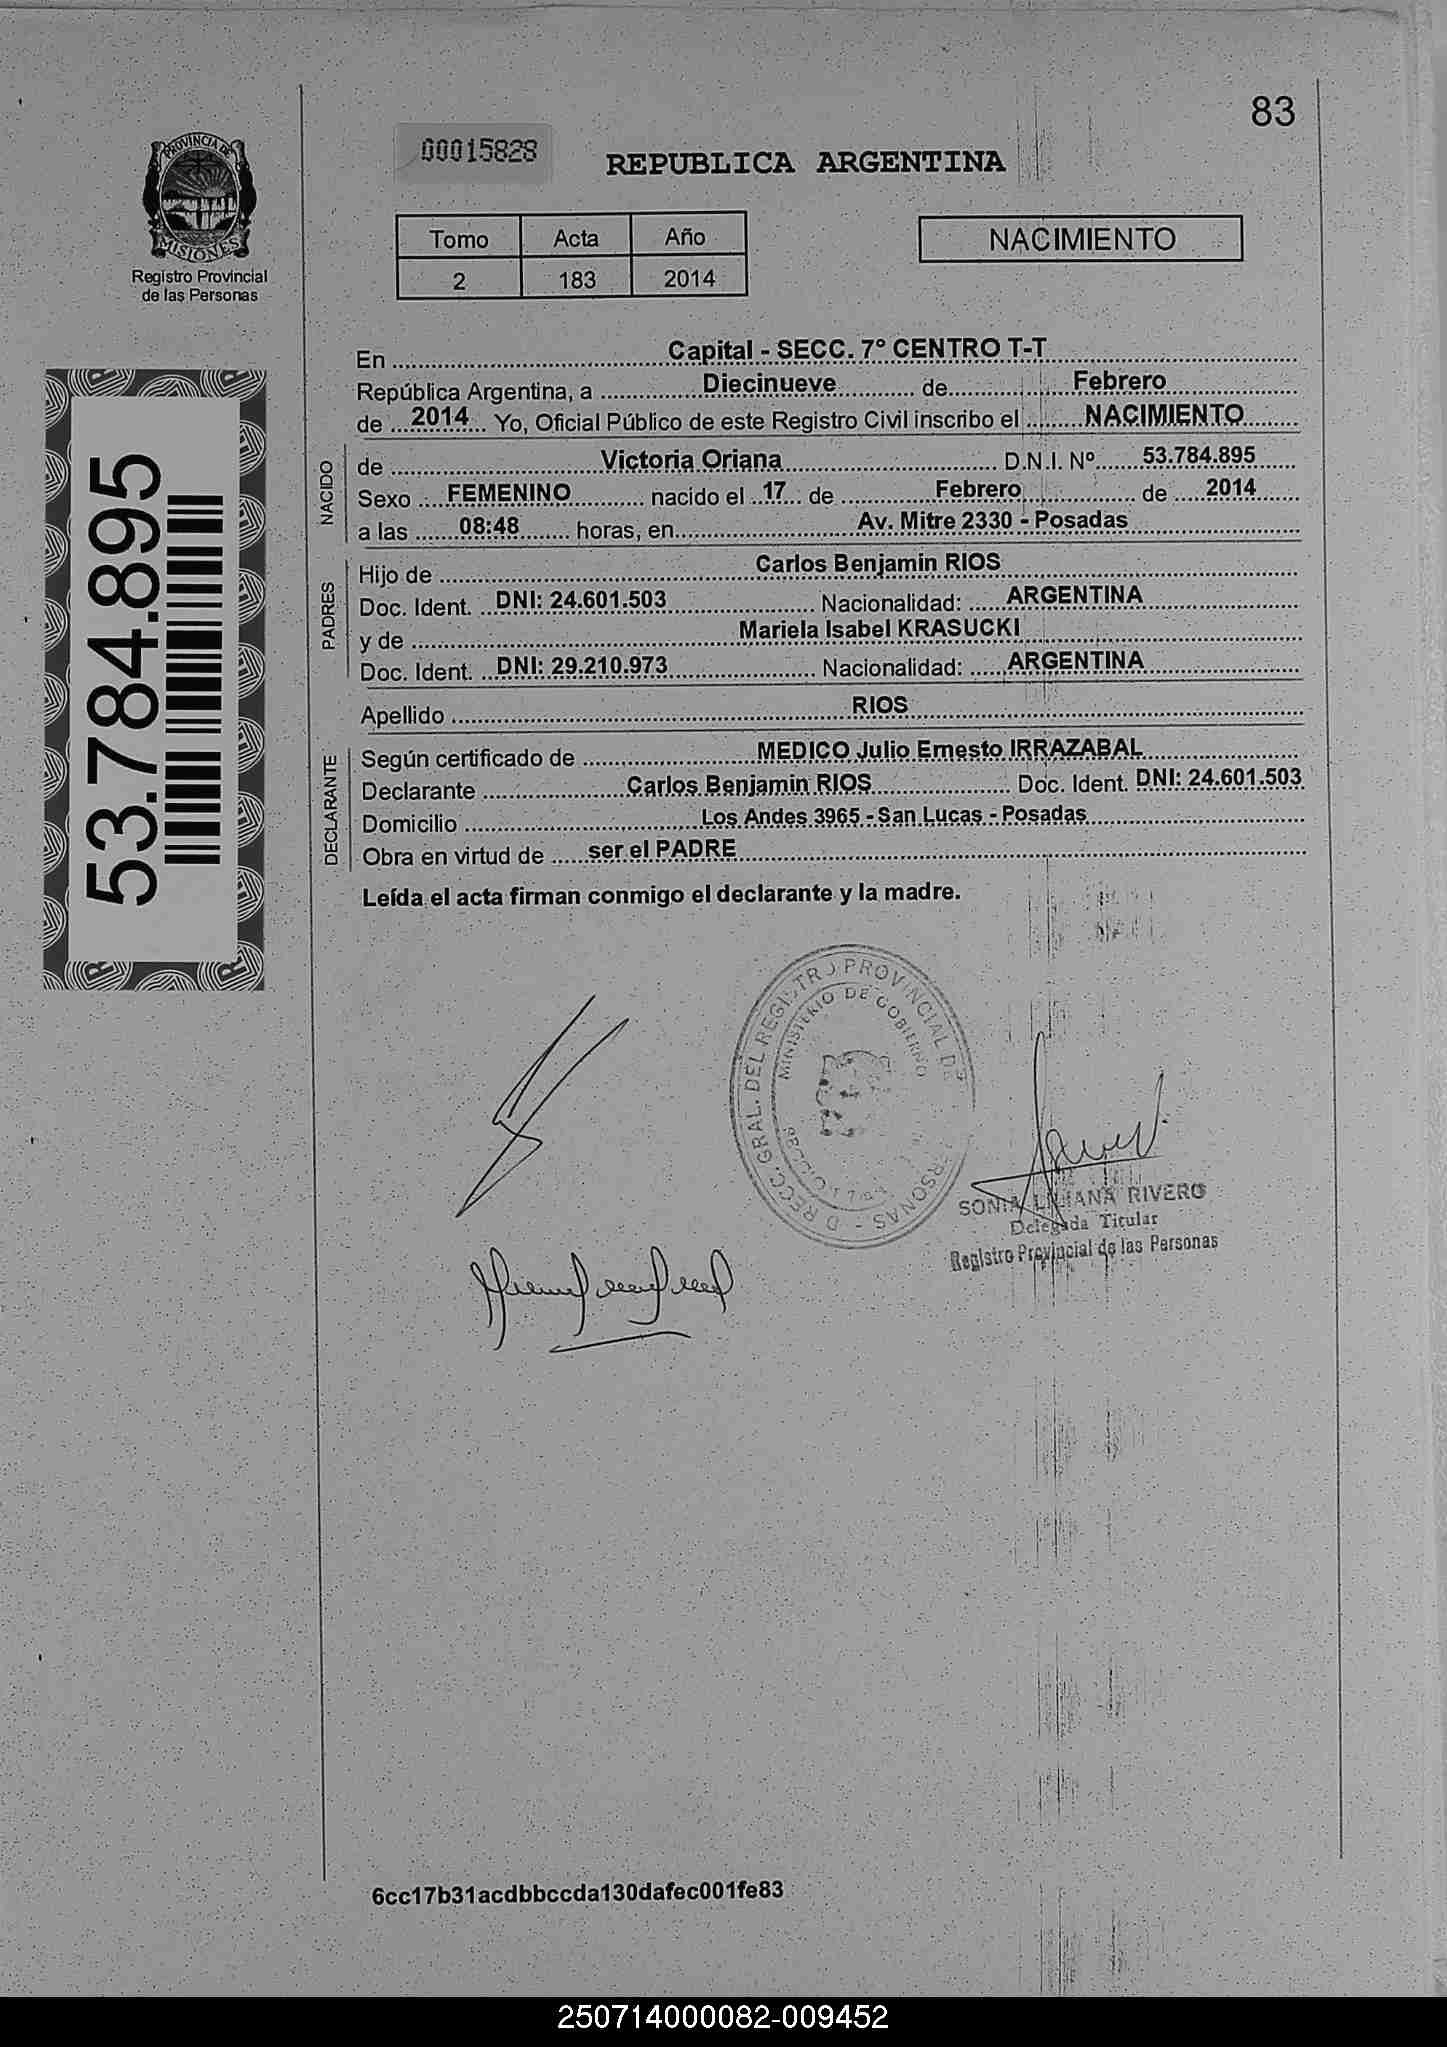 83
PROVINCIA DE
MISIONES
Registro Provincial
de las Personas
00015828
REPUBLICA ARGENTINA
Tomo Acta Año
2 183 2014
NACIMIENTO
En Capital - SECC. 7º CENTRO T-T
República Argentina, a Diecinueve de Febrero
de 2014 Yo, Oficial Público de este Registro Civil inscribo el NACIMIENTO
NACIDO
de Victoria Oriana D.N.I. Nº 53.784.895
Sexo FEMENINO nacido el 17 de Febrero de 2014
a las 08:48 horas, en Av. Mitre 2330 - Posadas
PADRES
Hijo de Carlos Benjamin RIOS
Doc. Ident. DNI: 24.601.503 Nacionalidad: ARGENTINA
y de Mariela Isabel KRASUCKI
Doc. Ident. DNI: 29.210.973 Nacionalidad: ARGENTINA
Apellido RIOS
DECLARANTE
Según certificado de MEDICO Julio Ernesto IRRAZABAL
Declarante Carlos Benjamin RIOS Doc. Ident. DNI: 24.601.503
Domicilio Los Andes 3965 - San Lucas - Posadas
Obra en virtud de ser el PADRE
Leída el acta firman conmigo el declarante y la madre.
53.784.895
GRAL. DEL REGISTRO PROVINCIAL DE
MINISTERIO DE GOBIERNO
SONIA LILIANA RIVERO
Delegada Titular
Registro Provincial de las Personas
6cc17b31acdbbccda130dafec001fe83
250714000082-009452